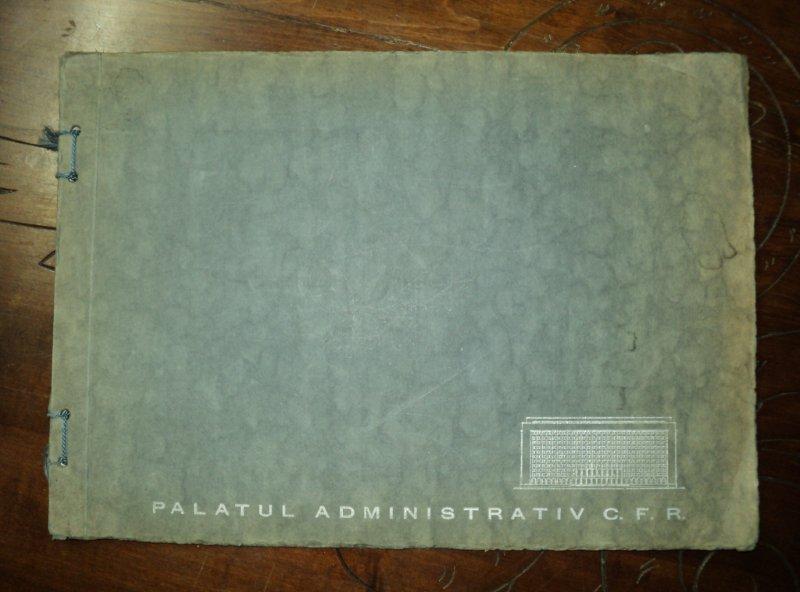 PALATUL ADMINISTRATIV C. F. R.